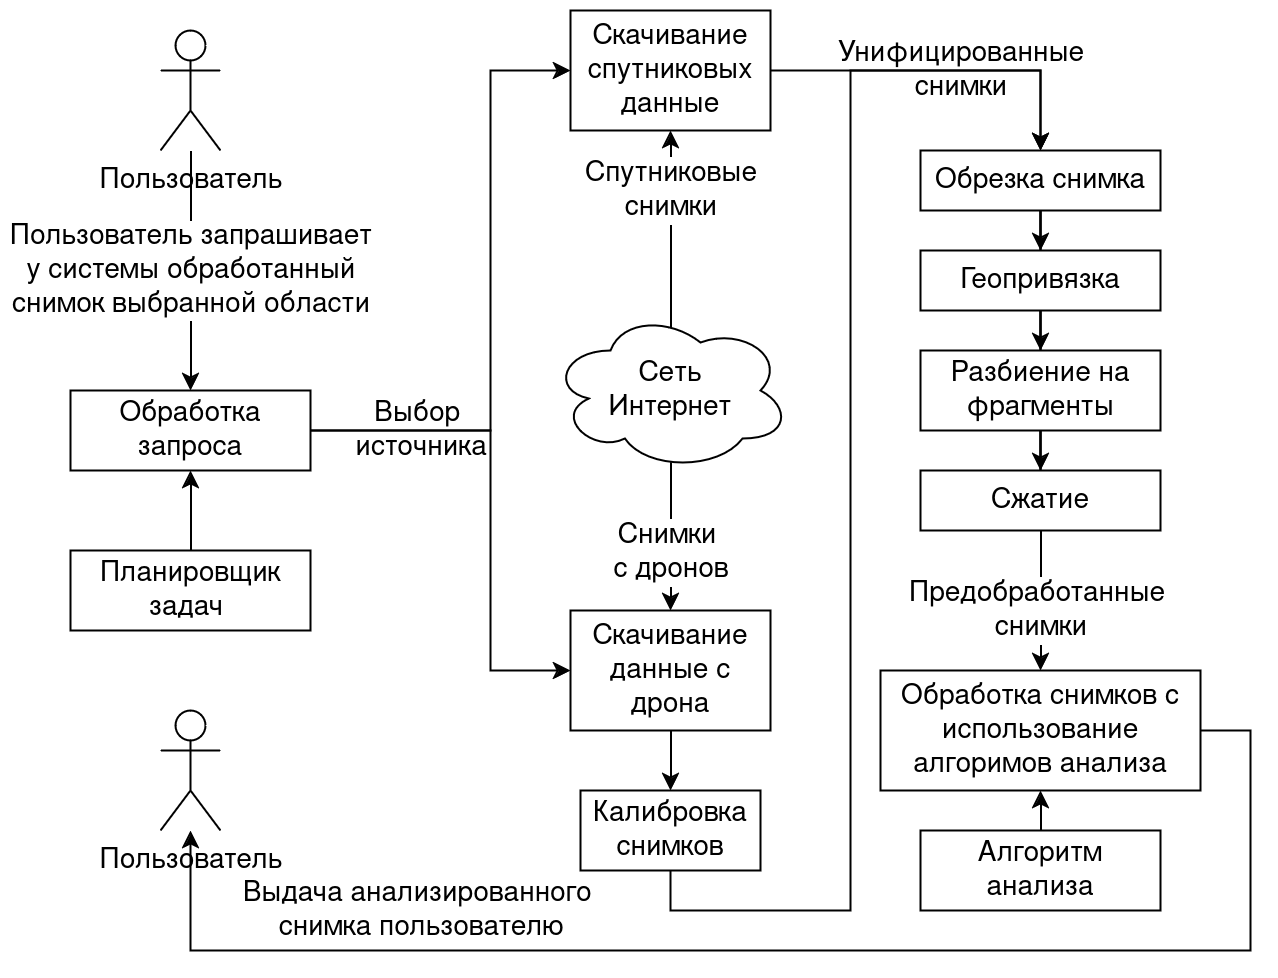 Пользователь
Пользователь запрашивает
у системы обработанный
снимок выбранной области
Обработка
запроса
Планировщик
задач
Выбор
источника
Скачивание
спутниковых
данные
Спутниковые
снимки
Сеть
Интернет
Снимки
с дронов
Скачивание
данные с
дрона
Калибровка
снимков
Унифицированные
снимки
Обрезка снимка
Геопривязка
Разбиение на
фрагменты
Сжатие
Предобработанные
снимки
Обработка снимков с
использование
алгоримов анализа
Алгоритм
анализа
Пользователь
Выдача анализированного
снимка пользователю